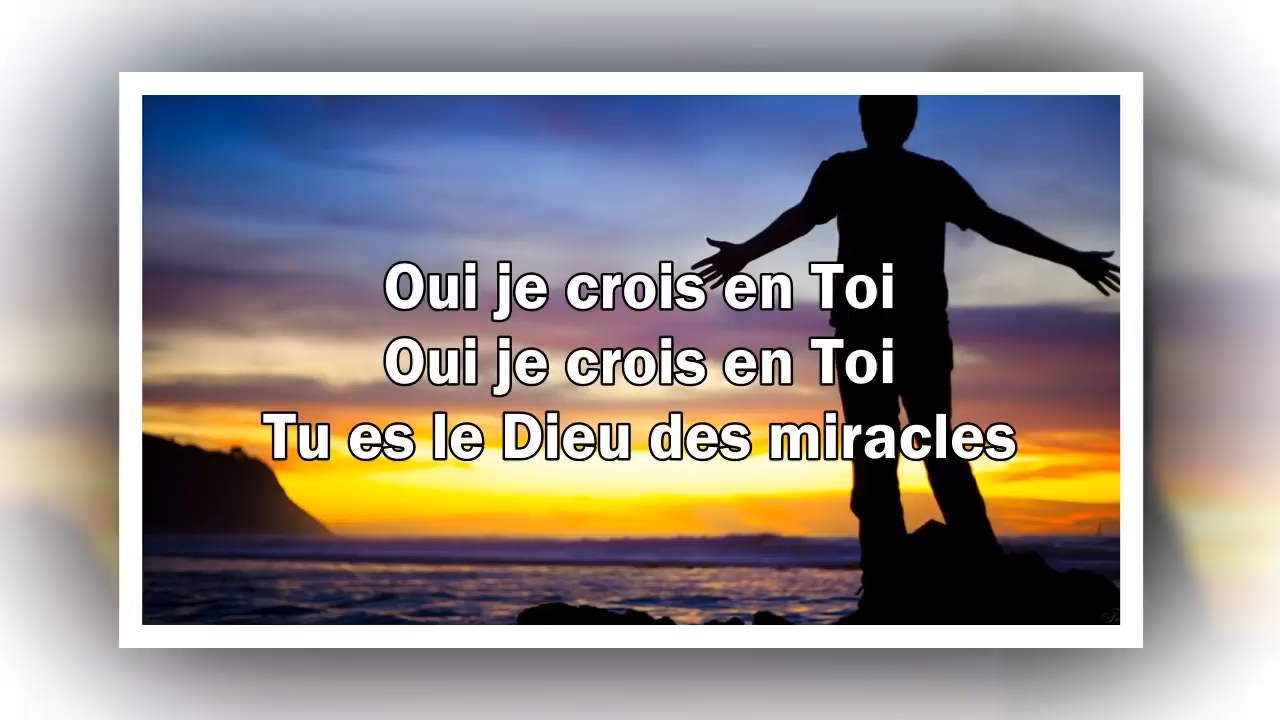 Oui je crois en Toi
Oui je crois en Toi
Tu es le Dieu des miracles